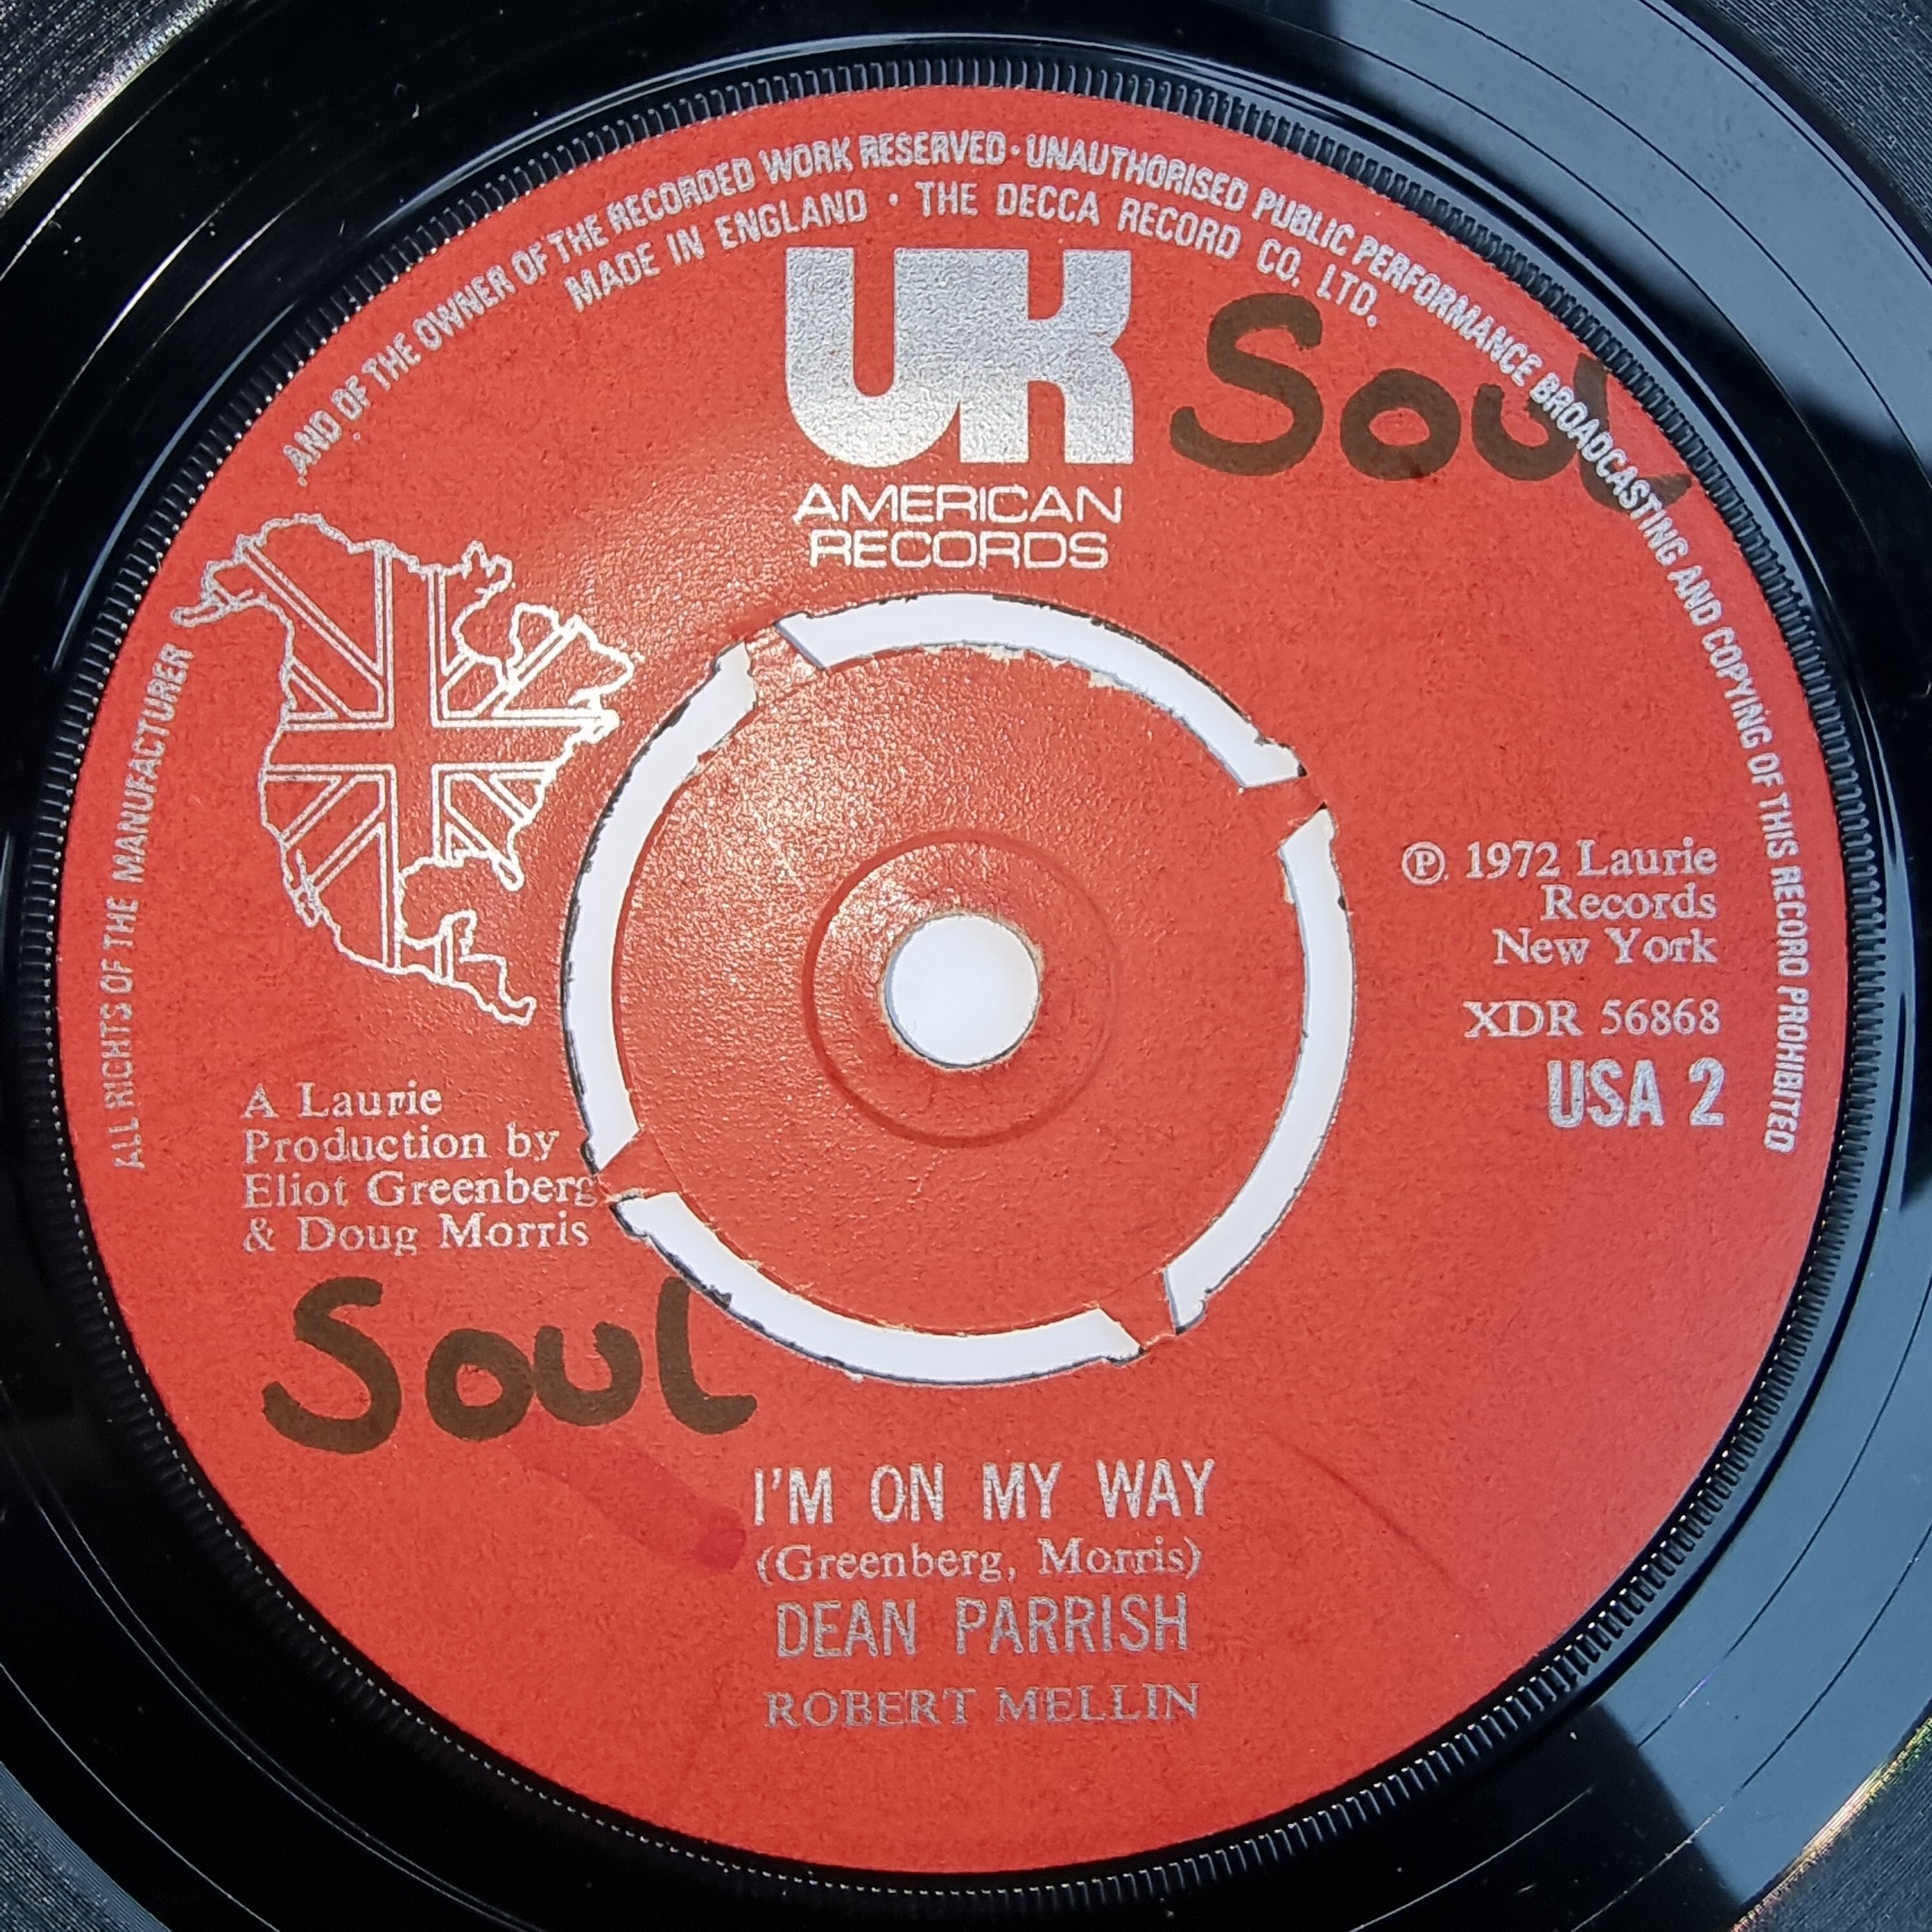 ALL RIGHTS OF THE MANUFACTURER AND OF THE OWNER OF THE RECORDED WORK RESERVED · UNAUTHORISED PUBLIC PERFORMANCE BROADCASTING AND COPYING OF THIS RECORD PROHIBITED
MADE IN ENGLAND · THE DECCA RECORD CO. LTD.
UK
Soul
AMERICAN
RECORDS
℗ 1972 Laurie
Records
New York
XDR 56868
USA 2
A Laurie
Production by
Eliot Greenberg
& Doug Morris
Soul
I'M ON MY WAY
(Greenberg, Morris)
DEAN PARRISH
ROBERT MELLIN